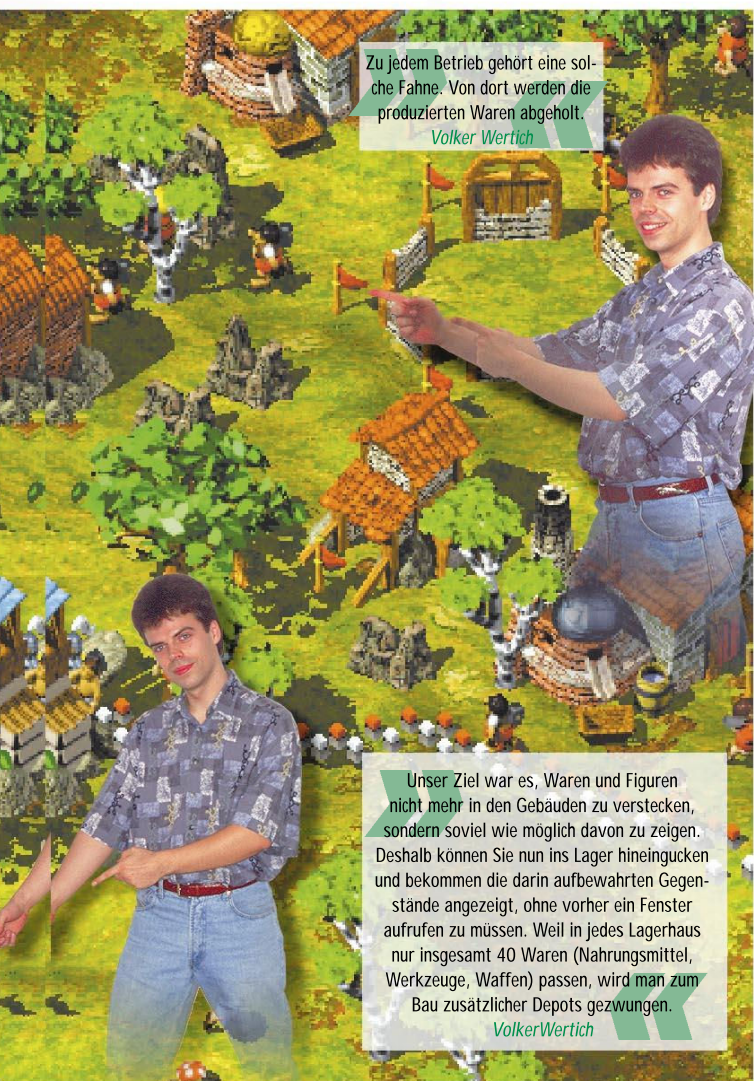 Zu jedem Betrieb gehört eine sol-
che Fahne. Von dort werden die
produzierten Waren abgeholt.
Volker Wertich
Unser Ziel war es, Waren und Figuren
nicht mehr in den Gebäuden zu verstecken,
sondern soviel wie möglich davon zu zeigen.
Deshalb können Sie nun ins Lager hineingucken
und bekommen die darin aufbewahrten Gegen-
stände angezeigt, ohne vorher ein Fenster
aufrufen zu müssen. Weil in jedes Lagerhaus
nur insgesamt 40 Waren (Nahrungsmittel,
Werkzeuge, Waffen) passen, wird man zum
Bau zusätzlicher Depots gezwungen.
VolkerWertich